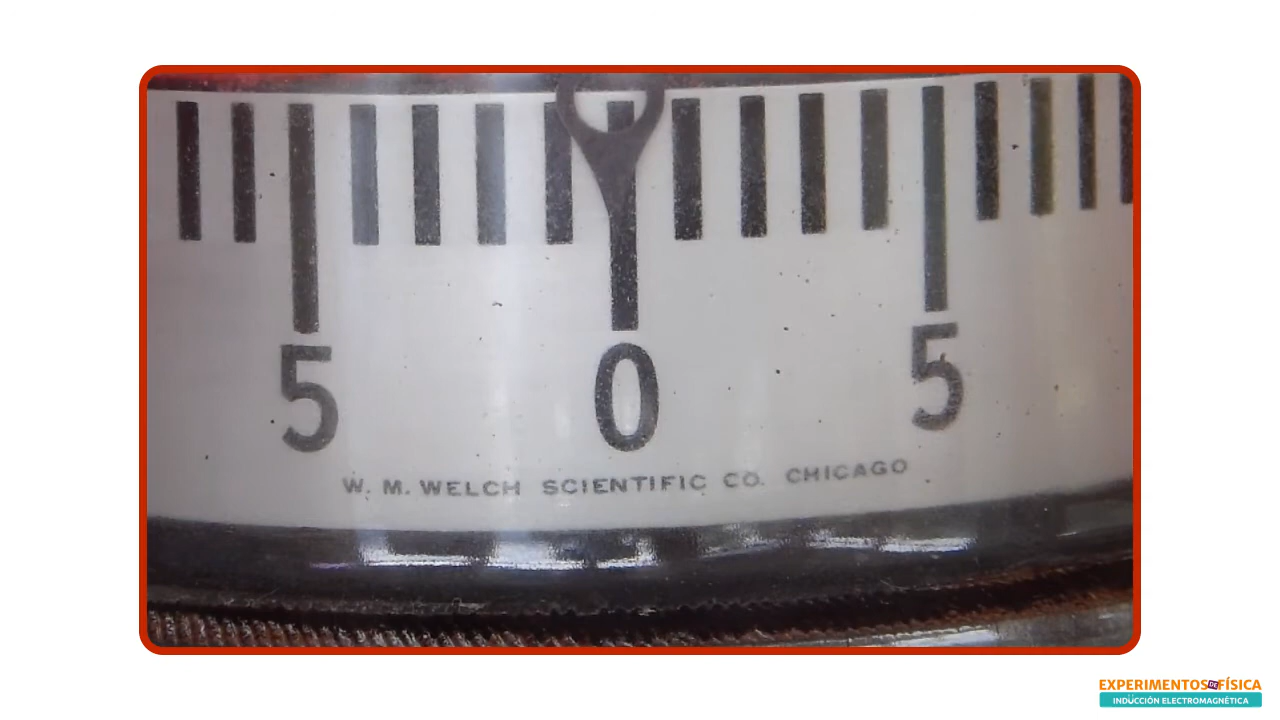 5 0 5
W. M. WELCH SCIENTIFIC CO. CHICAGO
EXPERIMENTOS DE FÍSICA
INDUCCIÓN ELECTROMAGNÉTICA